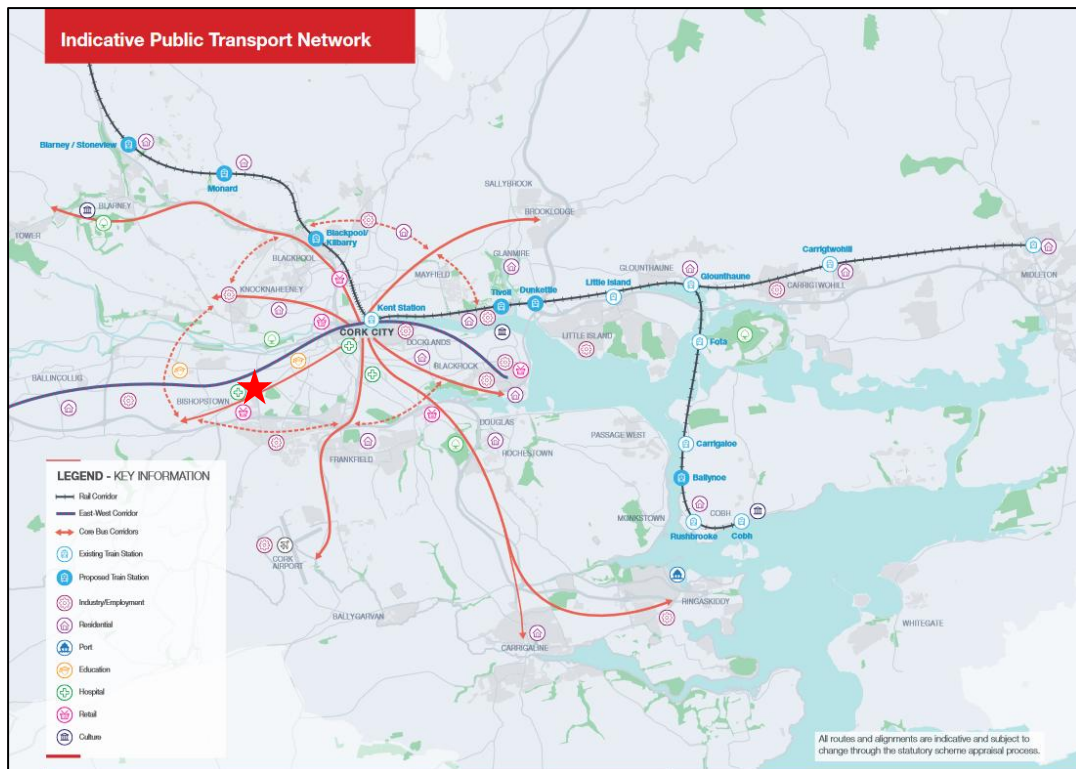 Indicative Public Transport Network
Blarney / Stoneview
Monard
BLARNEY
TOWER
Blackpool/
Kilbarry
BLACKPOOL
KNOCKNAHEENLY
SALLYBROOK
BROOKLODGE
GLANMIRE
MAYFIELD
Tivoli
Dunkettle
Little Island
GLOUNTHAUNE
Glounthaune
Carrigtwohill
CARRIGTWOHILL
MIDLETON
Kent Station
CORK CITY
DOCKLANDS
BLACKROCK
LITTLE ISLAND
Fota
BALLINCOLLIG
BISHOPSTOWN
DOUGLAS
ROCHESTOWN
PASSAGE WEST
Carrigaloe
FRANKFIELD
Ballynoe
MONKSTOWN
COBH
Rushbrooke
Cobh
CORK
AIRPORT
BALLYGARVAN
RINGASKIDDY
WHITEGATE
CARRIGALINE
LEGEND - KEY INFORMATION
Rail Corridor
East-West Corridor
Core Bus Corridors
Existing Train Station
Proposed Train Station
Industry/Employment
Residential
Port
Education
Hospital
Retail
Culture
All routes and alignments are indicative and subject to
change through the statutory scheme appraisal process.